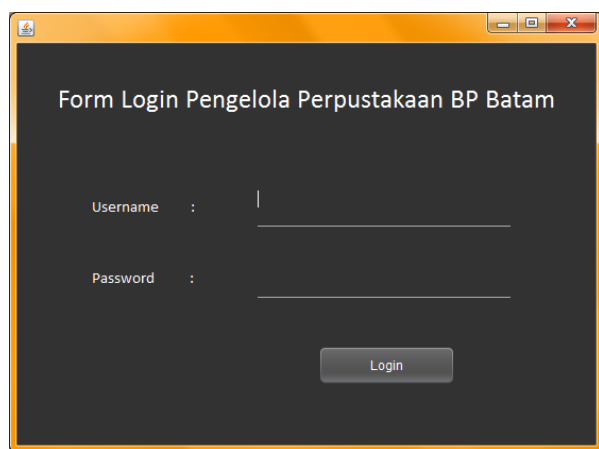 Form Login Pengelola Perpustakaan BP Batam
Username :
Password :
Login